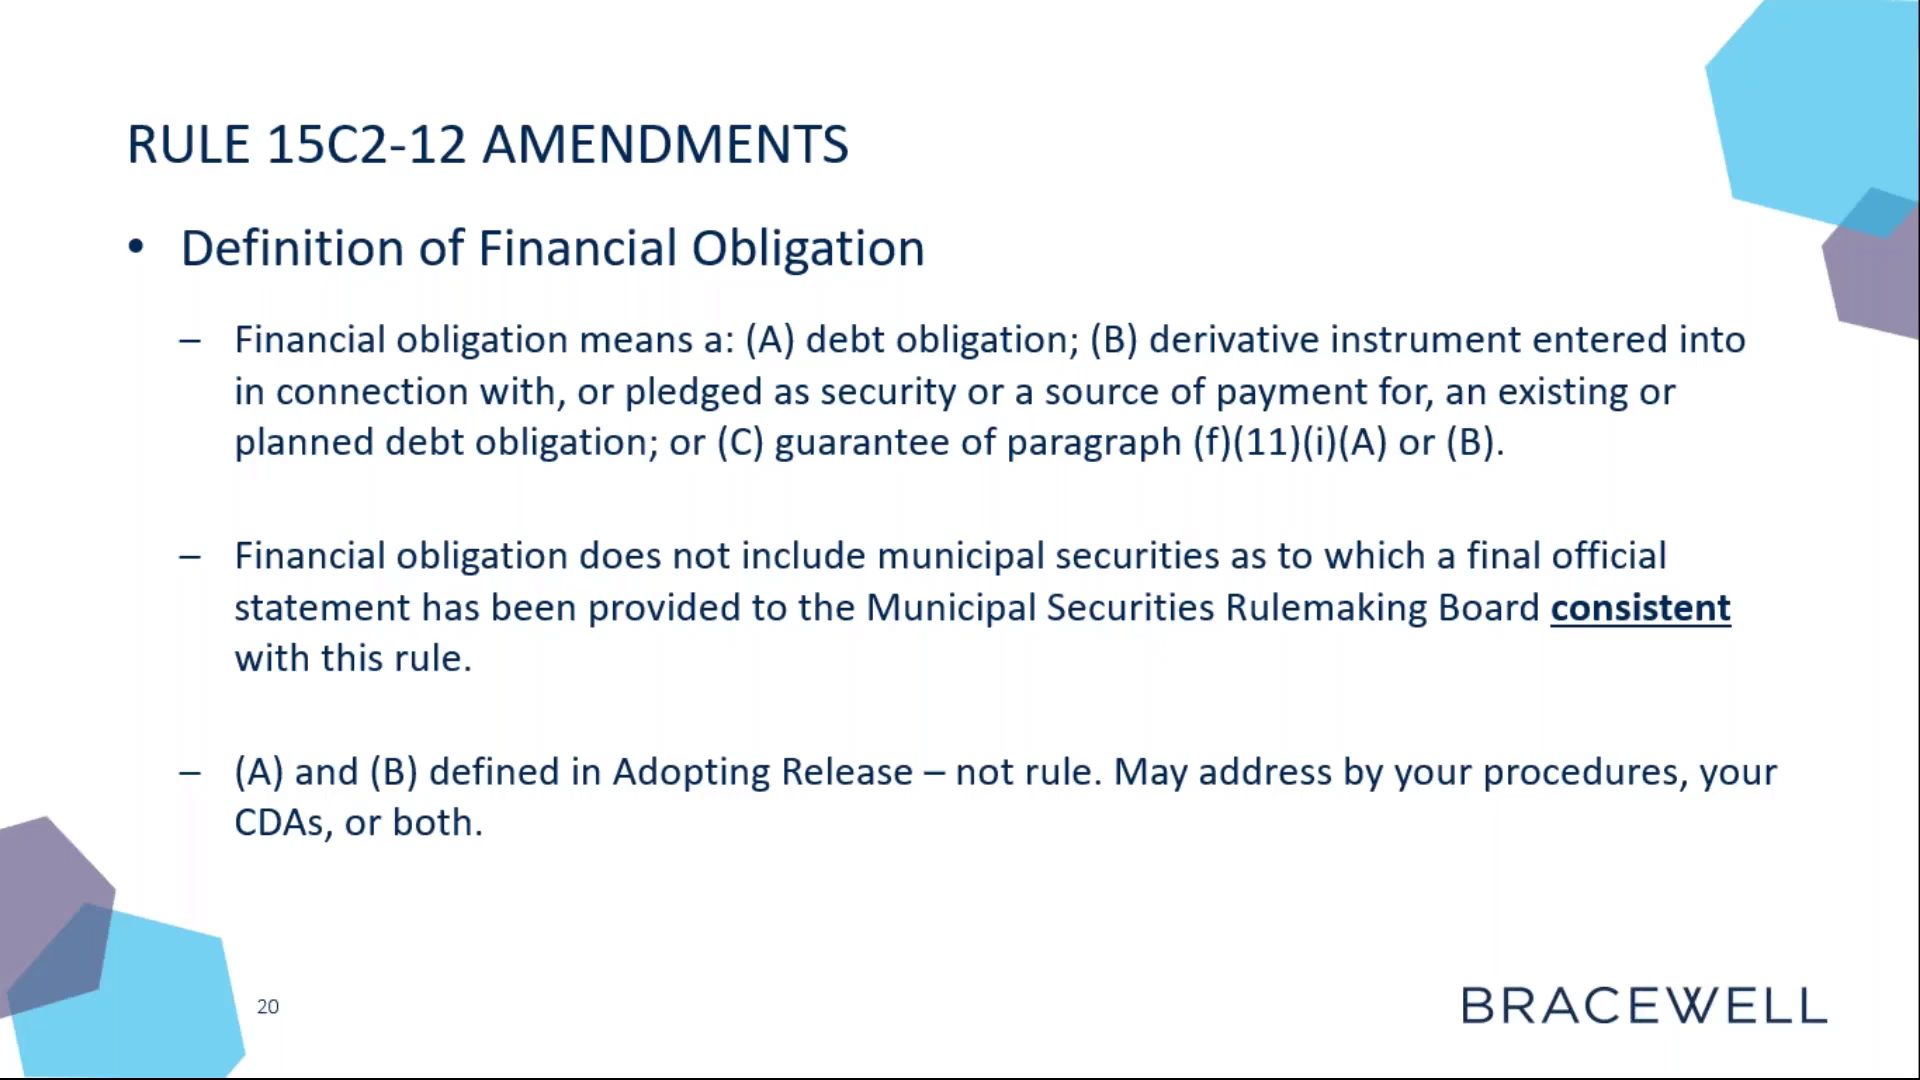 RULE 15C2-12 AMENDMENTS
• Definition of Financial Obligation
– Financial obligation means a: (A) debt obligation; (B) derivative instrument entered into
in connection with, or pledged as security or a source of payment for, an existing or
planned debt obligation; or (C) guarantee of paragraph (f)(11)(i)(A) or (B).
– Financial obligation does not include municipal securities as to which a final official
statement has been provided to the Municipal Securities Rulemaking Board consistent
with this rule.
– (A) and (B) defined in Adopting Release – not rule. May address by your procedures, your
CDAs, or both.
20
BRACEWELL